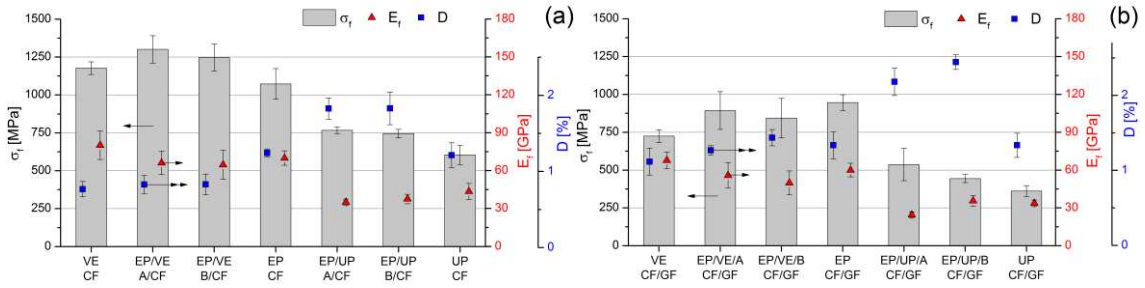 σf Ef D (a)
1500
1250
1000
750
500
250
0
σf [MPa]
180
150
120
90
60
30
0
Ef [GPa]
2
1
0
D [%]
VE EP/VE EP/VE EP EP/UP EP/UP UP
CF A/CF B/CF CF A/CF B/CF CF
σf Ef D (b)
1500
1250
1000
750
500
250
0
σf [MPa]
180
150
120
90
60
30
0
Ef [GPa]
2
1
0
D [%]
VE EP/VE/A EP/VE/B EP EP/UP/A EP/UP/B UP
CF/GF CF/GF CF/GF CF/GF CF/GF CF/GF CF/GF